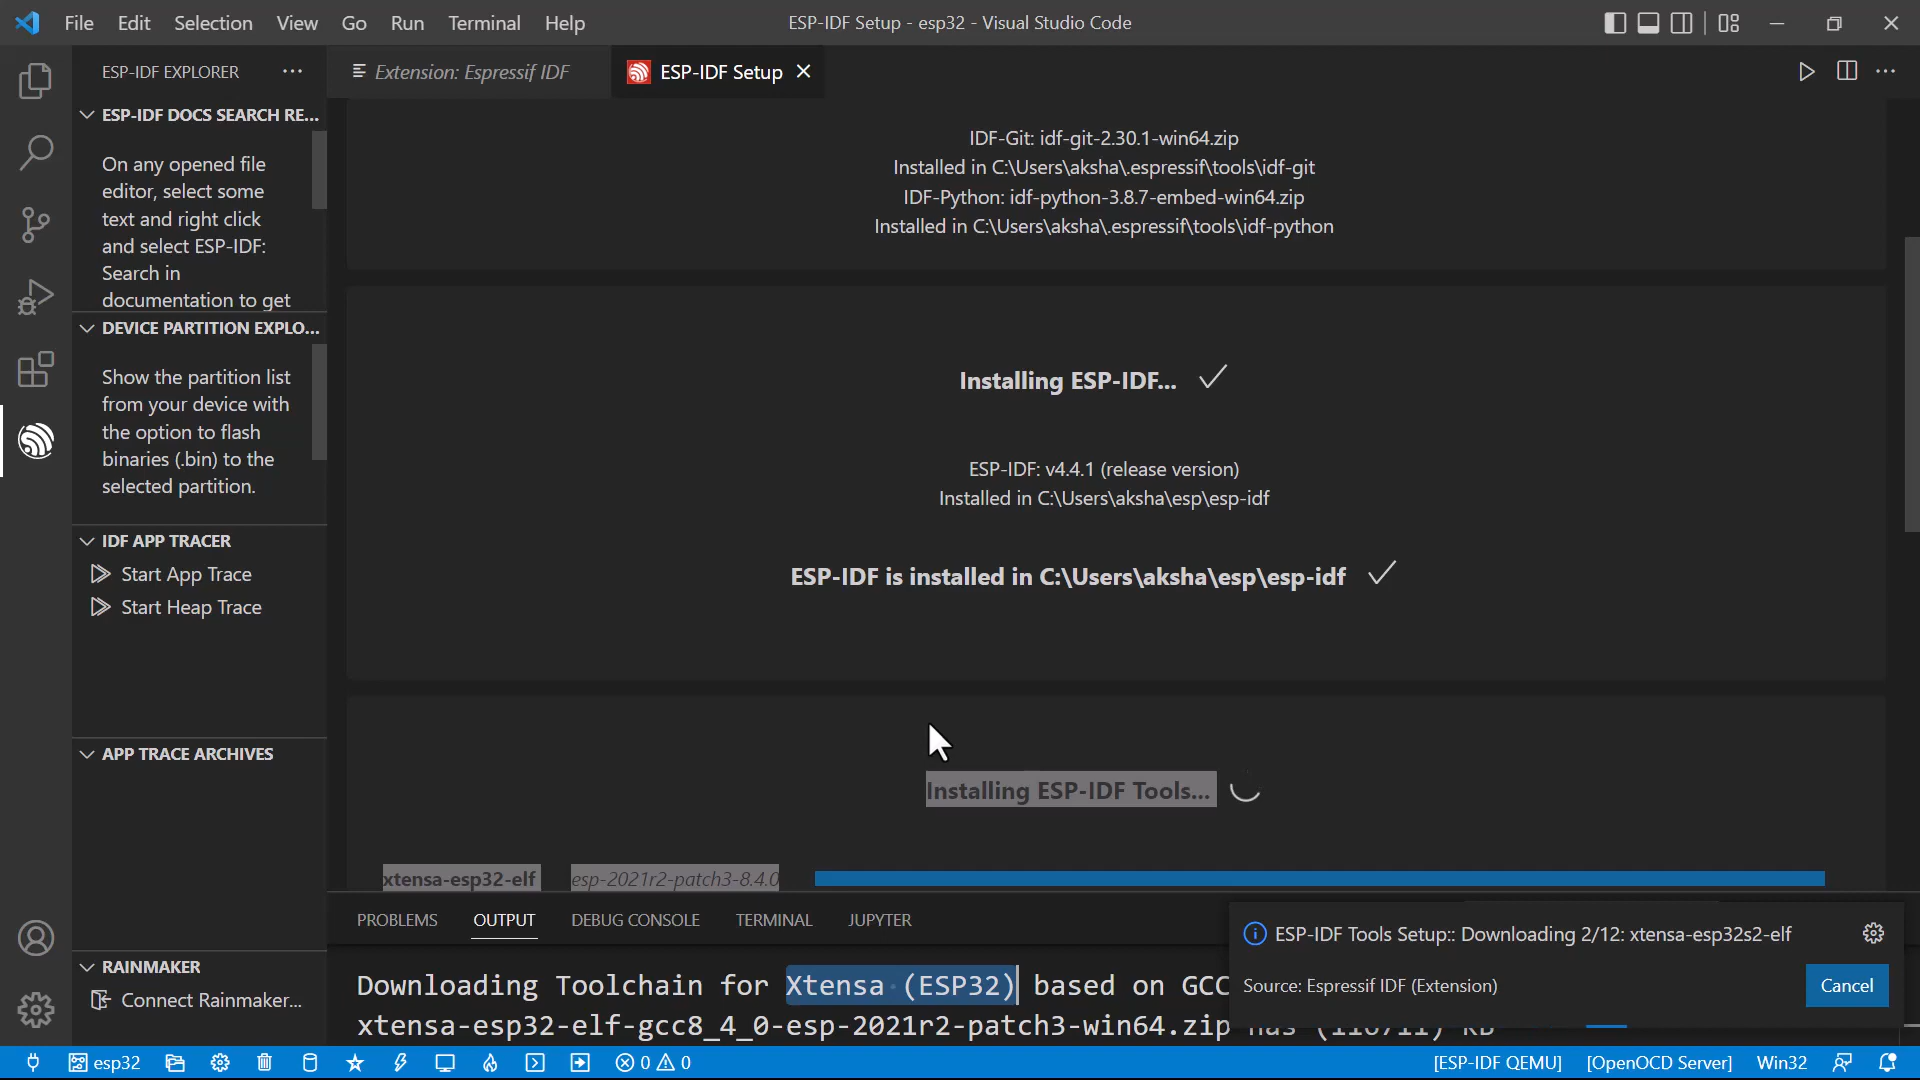 File Edit Selection View Go Run Terminal Help
ESP-IDF Setup - esp32 - Visual Studio Code
ESP-IDF EXPLORER
Extension: Espressif IDF
ESP-IDF Setup
ESP-IDF DOCS SEARCH RE...
On any opened file
editor, select some
text and right click
and select ESP-IDF:
Search in
documentation to get
DEVICE PARTITION EXPLO...
Show the partition list
from your device with
the option to flash
binaries (.bin) to the
selected partition.
IDF APP TRACER
Start App Trace
Start Heap Trace
APP TRACE ARCHIVES
RAINMAKER
Connect Rainmaker...
IDF-Git: idf-git-2.30.1-win64.zip
Installed in C:\Users\aksha\.espressif\tools\idf-git
IDF-Python: idf-python-3.8.7-embed-win64.zip
Installed in C:\Users\aksha\.espressif\tools\idf-python
Installing ESP-IDF...
ESP-IDF: v4.4.1 (release version)
Installed in C:\Users\aksha\esp\esp-idf
ESP-IDF is installed in C:\Users\aksha\esp\esp-idf
Installing ESP-IDF Tools...
xtensa-esp32-elf esp-2021r2-patch3-8.4.0
PROBLEMS OUTPUT DEBUG CONSOLE TERMINAL JUPYTER
Downloading Toolchain for Xtensa (ESP32) based on GCC
xtensa-esp32-elf-gcc8_4_0-esp-2021r2-patch3-win64.zip has
ESP-IDF Tools Setup:: Downloading 2/12: xtensa-esp32s2-elf
Source: Espressif IDF (Extension)
Cancel
esp32
0 0
[ESP-IDF QEMU] [OpenOCD Server] Win32